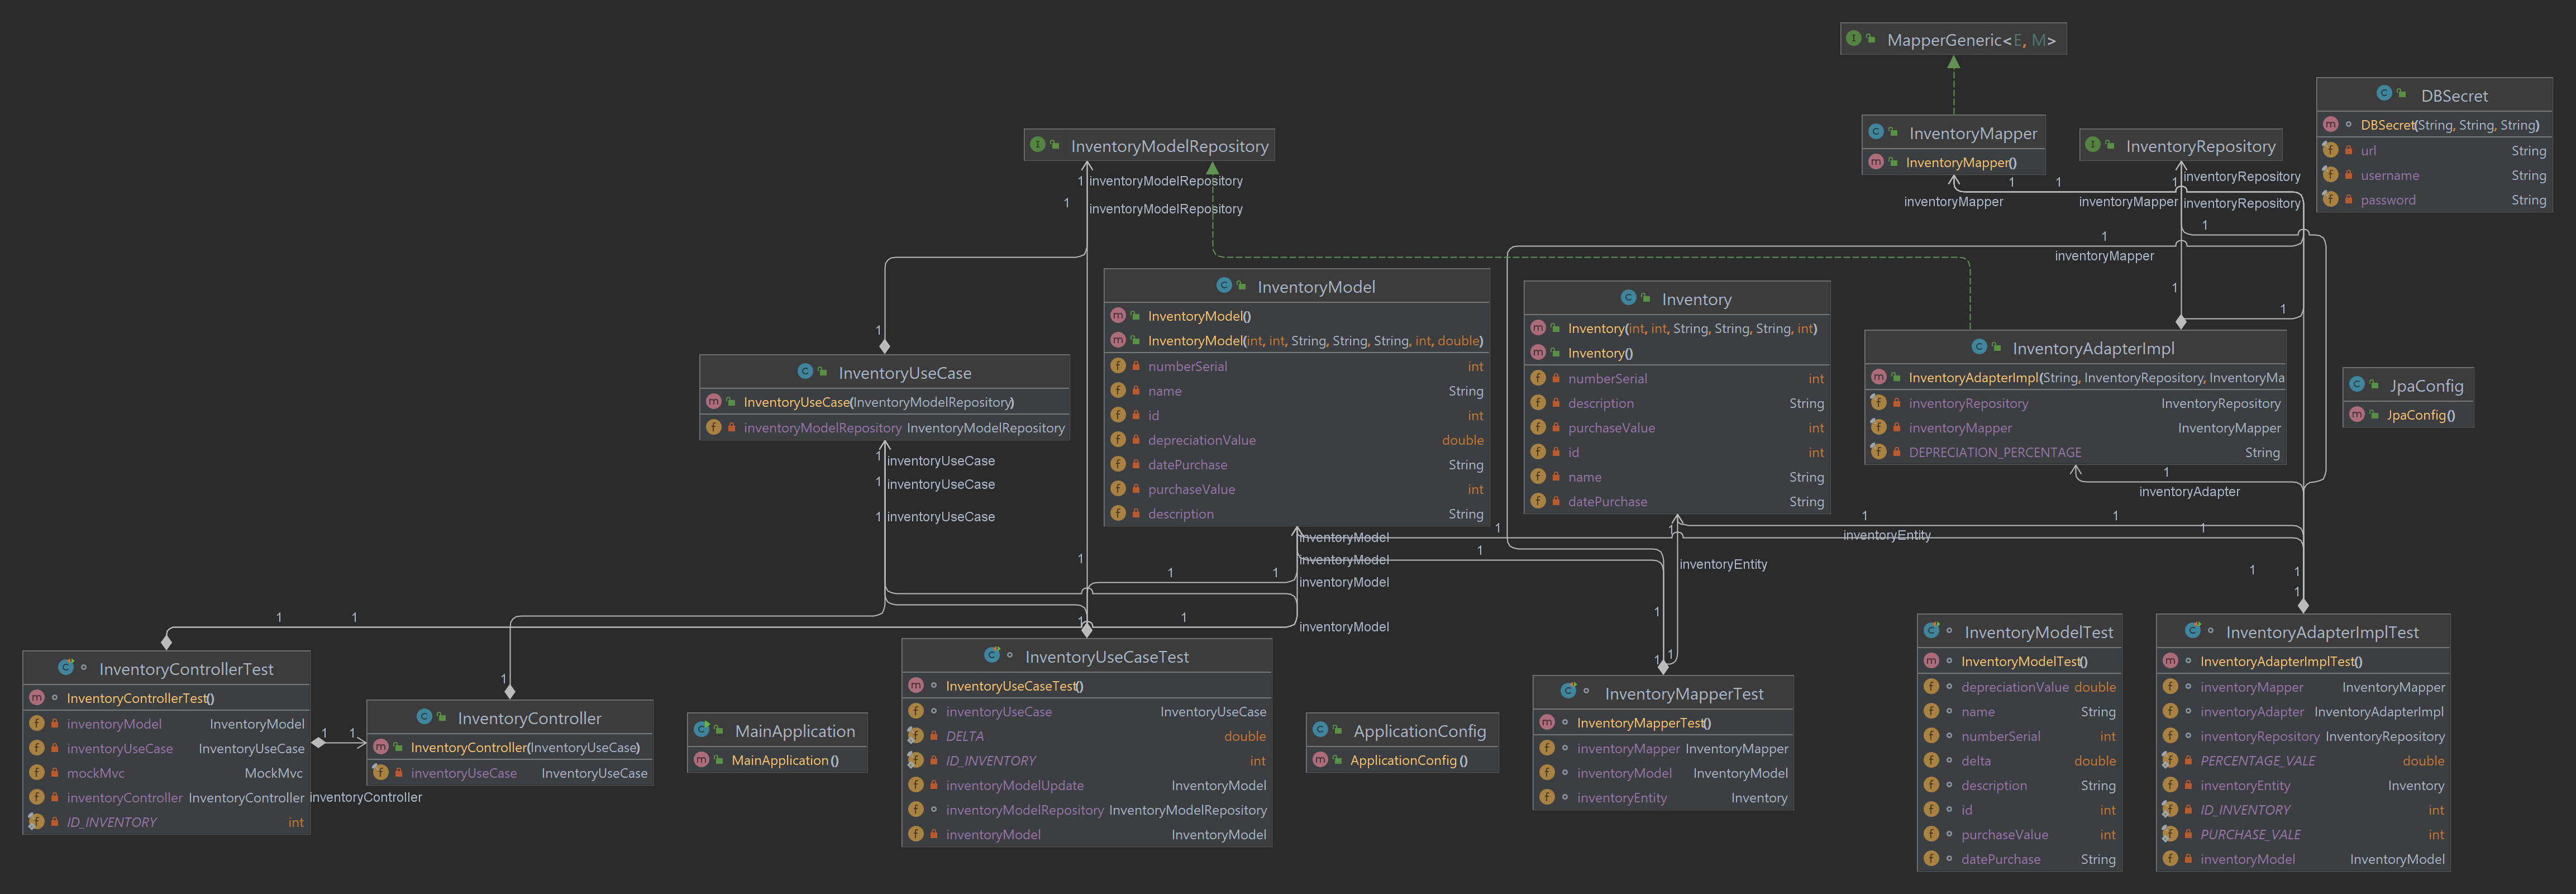 MapperGeneric<E, M>
DBSecret
DBSecret(String, String, String)
url String
username String
password String
InventoryMapper
InventoryMapper()
InventoryRepository
InventoryModelRepository
1 inventoryModelRepository
1 inventoryModelRepository
1 1 1 inventoryRepository
inventoryMapper inventoryMapper inventoryRepository
1 1
inventoryMapper
1 1
InventoryModel
InventoryModel()
InventoryModel(int, int, String, String, String, int, double)
numberSerial int
name String
id int
depreciationValue double
datePurchase String
purchaseValue int
description String
Inventory
Inventory(int, int, String, String, String, int)
Inventory()
numberSerial int
description String
purchaseValue int
id int
name String
datePurchase String
InventoryAdapterImpl
InventoryAdapterImpl(String, InventoryRepository, InventoryMa
inventoryRepository InventoryRepository
inventoryMapper InventoryMapper
DEPRECIATION_PERCENTAGE String
JpaConfig
JpaConfig()
1
InventoryUseCase
InventoryUseCase(InventoryModelRepository)
inventoryModelRepository InventoryModelRepository
1 inventoryUseCase
1 inventoryUseCase
1 inventoryUseCase
1
inventoryAdapter
1 1 1 1 1
inventoryModel
inventoryEntity
1 1
inventoryModel
inventoryEntity
1 1 1 1
inventoryModel
1 1 1 1 1
inventoryModel
1 1 1 1
InventoryControllerTest
InventoryControllerTest()
inventoryModel InventoryModel
inventoryUseCase InventoryUseCase
mockMvc MockMvc
inventoryController InventoryController
ID_INVENTORY int
1 1
inventoryController
InventoryController
InventoryController(InventoryUseCase)
inventoryUseCase InventoryUseCase
MainApplication
MainApplication()
InventoryUseCaseTest
InventoryUseCaseTest()
inventoryUseCase InventoryUseCase
DELTA double
ID_INVENTORY int
inventoryModelUpdate InventoryModel
inventoryModelRepository InventoryModelRepository
inventoryModel InventoryModel
ApplicationConfig
ApplicationConfig()
InventoryMapperTest
InventoryMapperTest()
inventoryMapper InventoryMapper
inventoryModel InventoryModel
inventoryEntity Inventory
InventoryModelTest
InventoryModelTest()
depreciationValue double
name String
numberSerial int
delta double
description String
id int
purchaseValue int
datePurchase String
InventoryAdapterImplTest
InventoryAdapterImplTest()
inventoryMapper InventoryMapper
inventoryAdapter InventoryAdapterImpl
inventoryRepository InventoryRepository
PERCENTAGE_VALE double
inventoryEntity Inventory
ID_INVENTORY int
PURCHASE_VALE int
inventoryModel InventoryModel